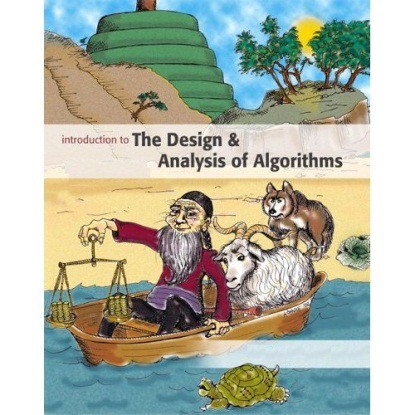 introduction to The Design &
Analysis of Algorithms